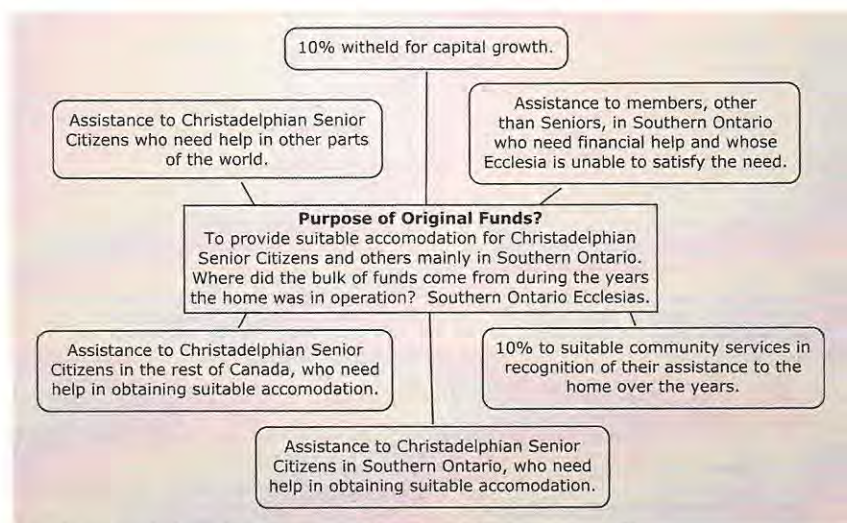 10% witheld for capital growth.
Assistance to Christadelphian Senior
Citizens who need help in other parts
of the world.
Assistance to members, other
than Seniors, in Southern Ontario
who need financial help and whose
Ecclesia is unable to satisfy the need.
Purpose of Original Funds?
To provide suitable accomodation for Christadelphian
Senior Citizens and others mainly in Southern Ontario.
Where did the bulk of funds come from during the years
the home was in operation? Southern Ontario Ecclesias.
Assistance to Christadelphian Senior
Citizens in the rest of Canada, who need
help in obtaining suitable accomodation.
10% to suitable community services in
recognition of their assistance to the
home over the years.
Assistance to Christadelphian Senior
Citizens in Southern Ontario, who need
help in obtaining suitable accomodation.